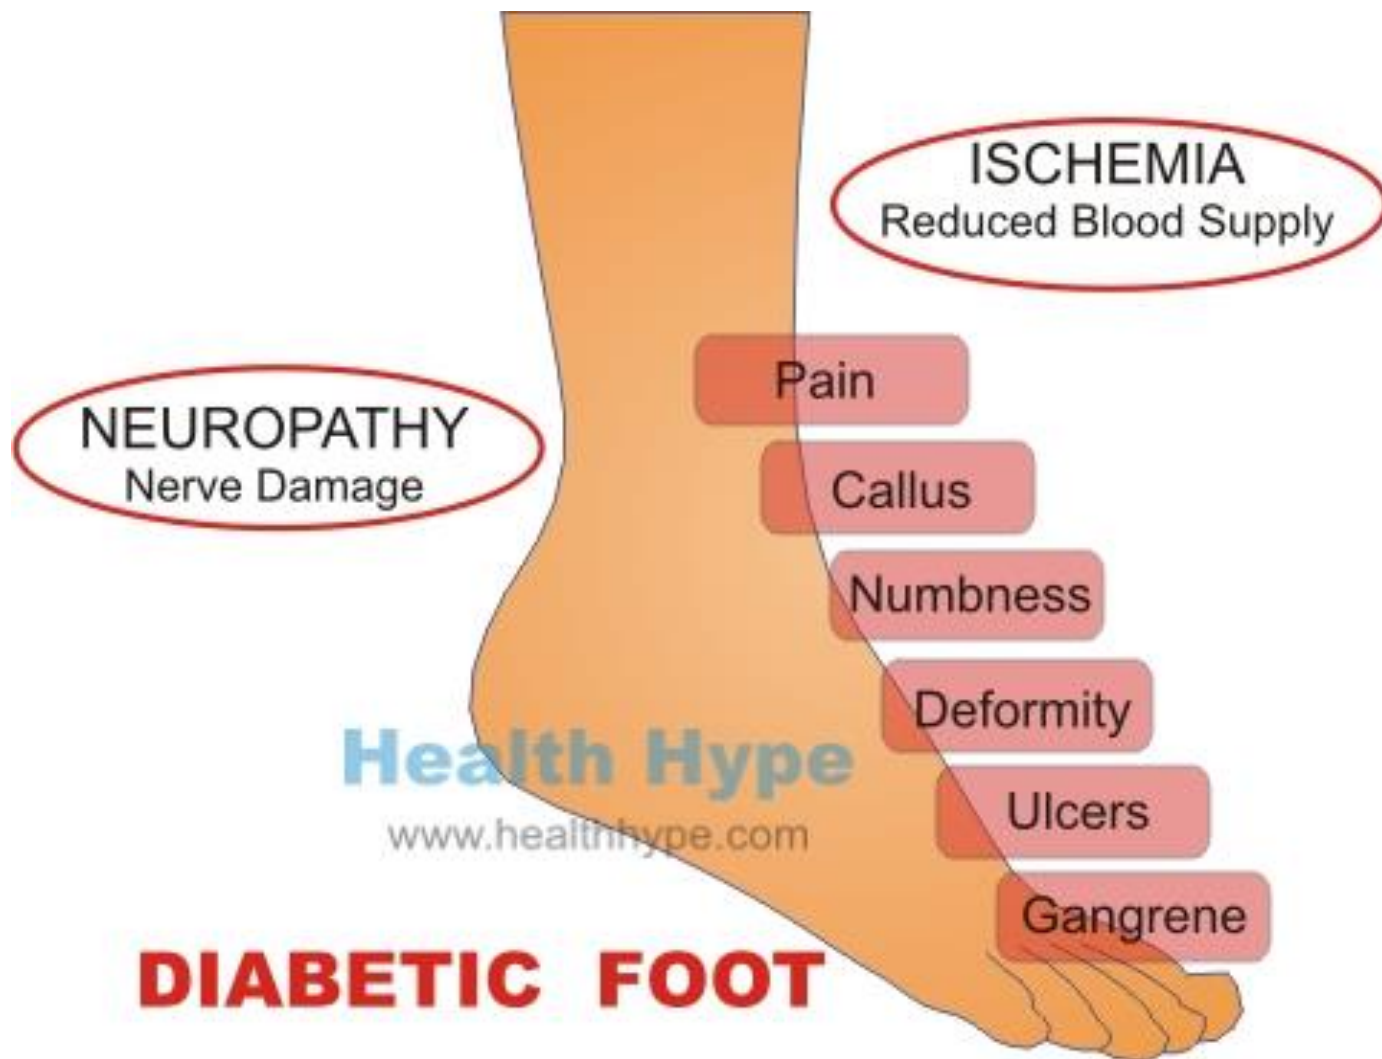 ISCHEMIA
Reduced Blood Supply
Pain
NEUROPATHY
Nerve Damage
Callus
Numbness
Deformity
Health Hype
www.healthhype.com
Ulcers
Gangrene
DIABETIC FOOT